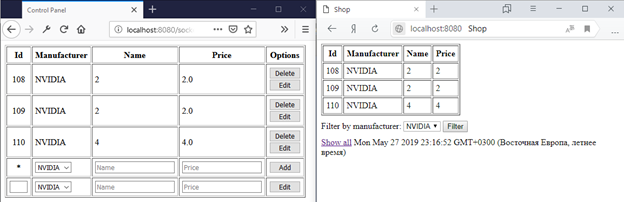 Control Panel
localhost:8080/so
Id Manufacturer Name Price Options
108 NVIDIA 2 2.0 Delete
Edit
109 NVIDIA 2 2.0 Delete
Edit
110 NVIDIA 4 4.0 Delete
Edit
* NVIDIA Name Price Add
NVIDIA Name Price Edit
Shop
localhost:8080 Shop
Id Manufacturer Name Price
108 NVIDIA 2 2
109 NVIDIA 2 2
110 NVIDIA 4 4
Filter by manufacturer: NVIDIA Filter
Show all Mon May 27 2019 23:16:52 GMT+0300 (Восточная Европа, летнее
время)